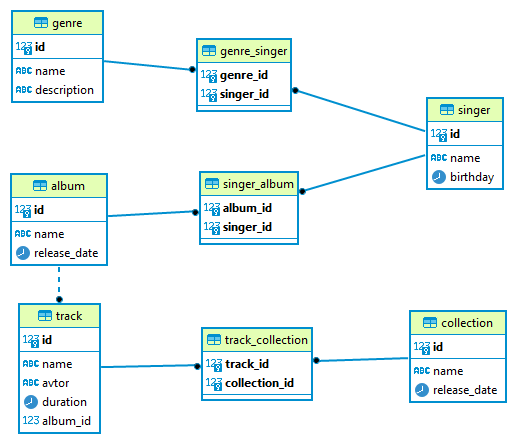 genre
123 id
ABC name
ABC description
genre_singer
123 genre_id
123 singer_id
singer
123 id
ABC name
birthday
album
123 id
ABC name
release_date
singer_album
123 album_id
123 singer_id
track
123 id
ABC name
ABC avtor
duration
123 album_id
track_collection
123 track_id
123 collection_id
collection
123 id
ABC name
release_date